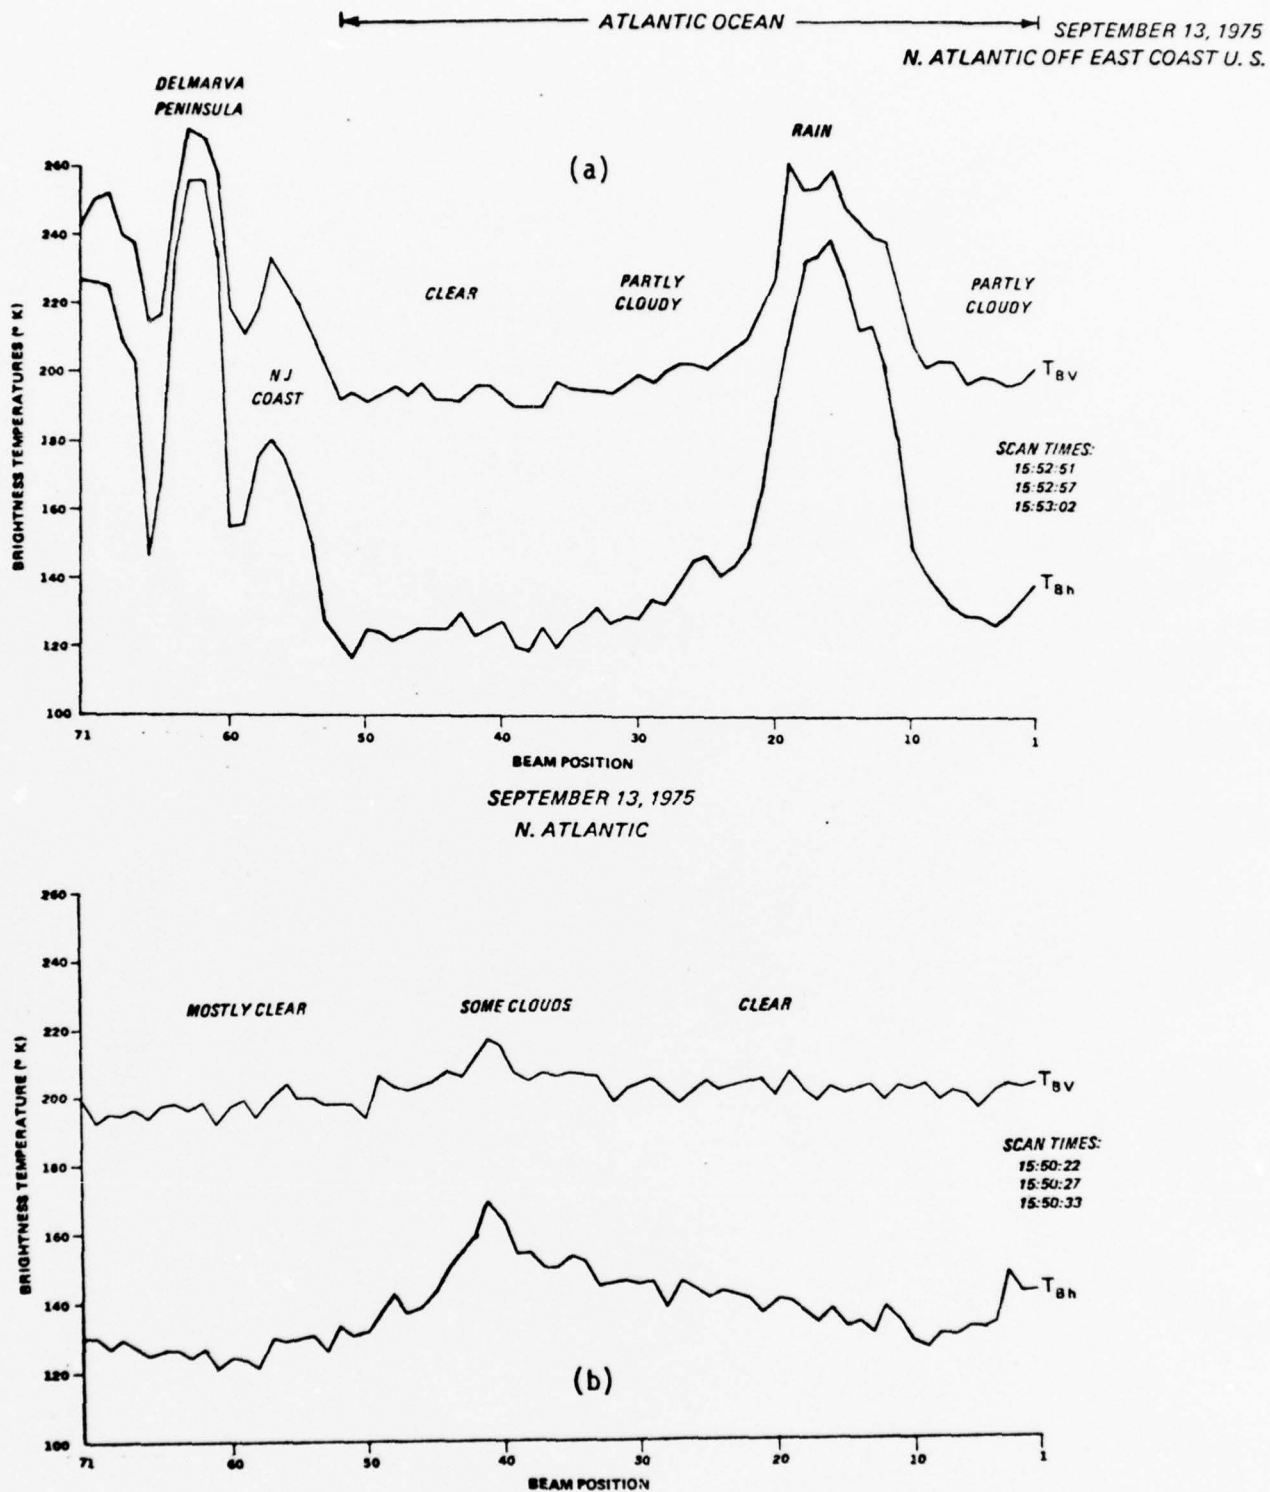 ATLANTIC OCEAN
SEPTEMBER 13, 1975
N. ATLANTIC OFF EAST COAST U. S.
DELMARVA
PENINSULA
RAIN
(a)
260
240
220
200
180
160
140
120
100
BRIGHTNESS TEMPERATURES (° K)
CLEAR
PARTLY
CLOUDY
PARTLY
CLOUDY
NJ
COAST
TBV
SCAN TIMES:
15:52:51
15:52:57
15:53:02
TBh
71 60 50 40 30 20 10 1
BEAM POSITION
SEPTEMBER 13, 1975
N. ATLANTIC
260
240
220
200
180
160
140
120
100
BRIGHTNESS TEMPERATURE (° K)
MOSTLY CLEAR
SOME CLOUDS
CLEAR
TBV
SCAN TIMES:
15:50:22
15:50:27
15:50:33
TBh
(b)
71 60 50 40 30 20 10 1
BEAM POSITION